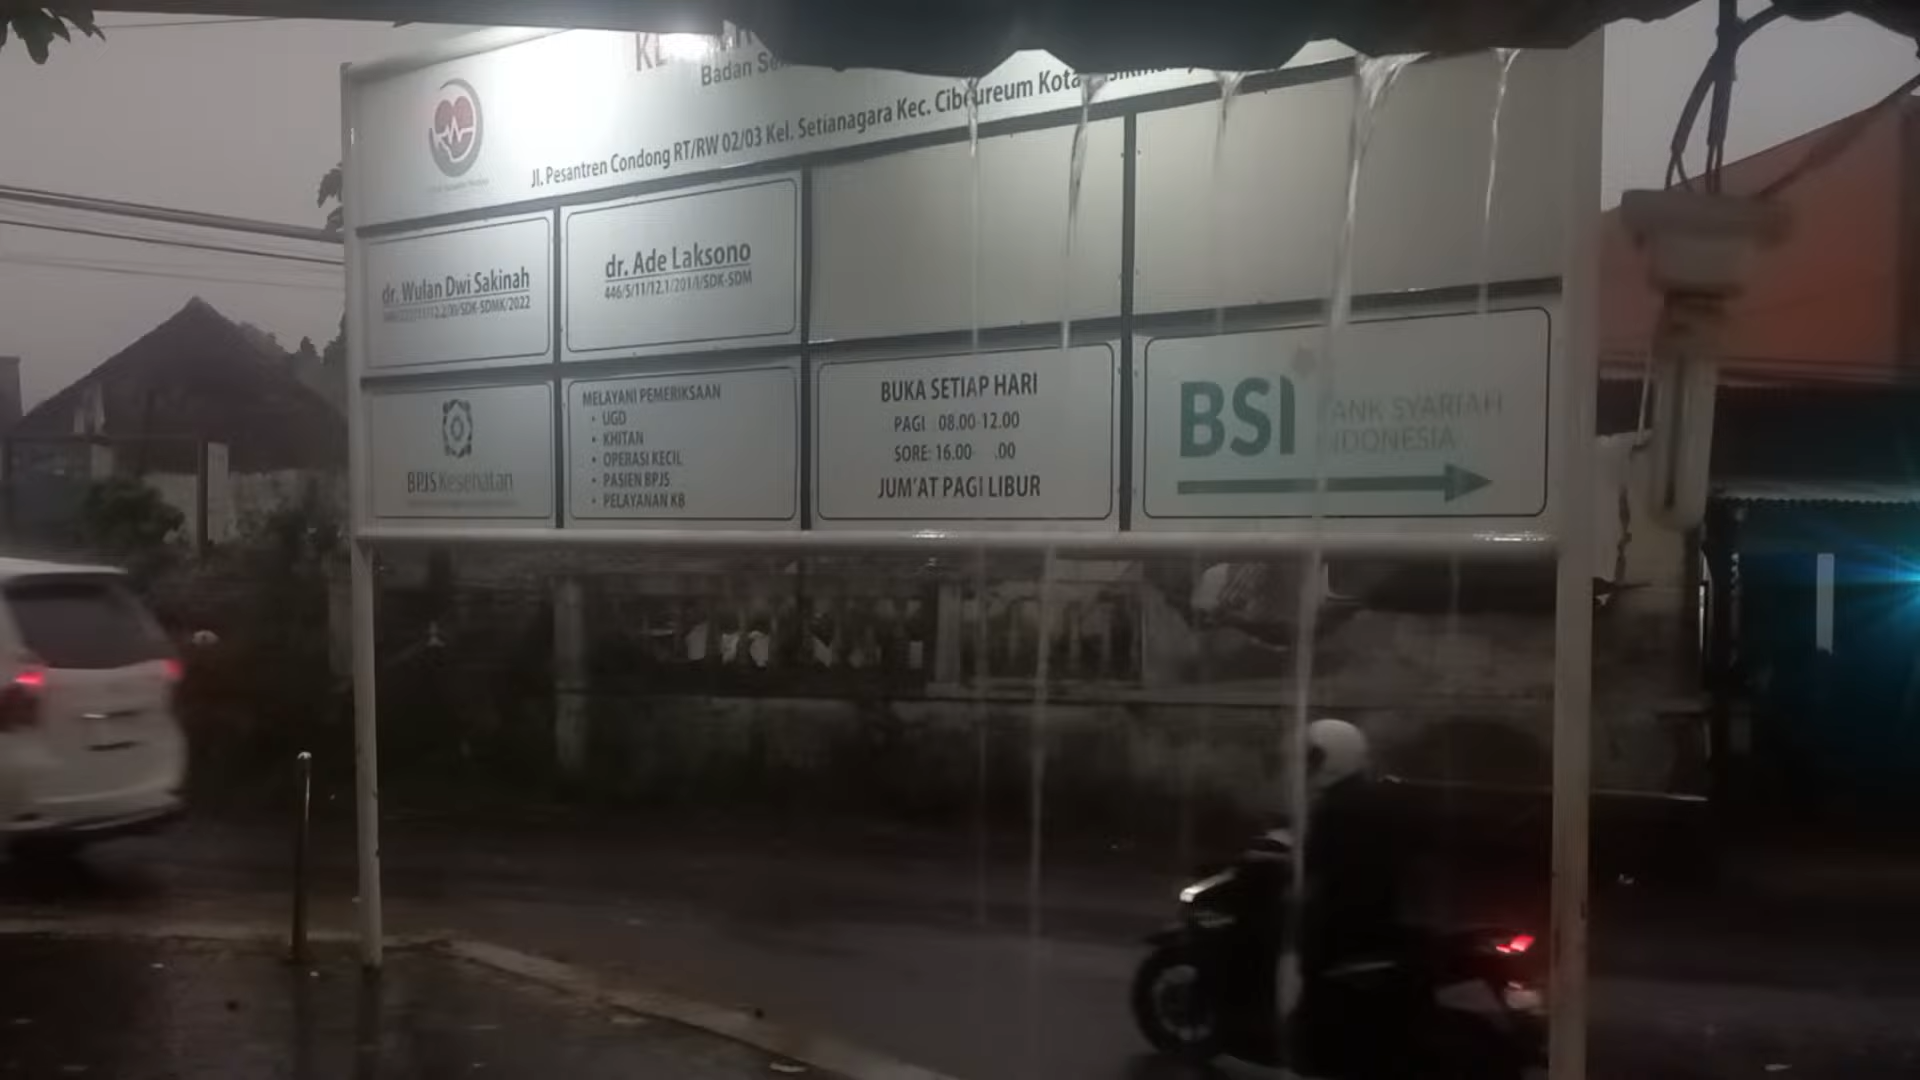 Badan
Jl. Pesantren Condong RT/RW 02/03 Kel. Setianagara Kec. Cibeureum Kota
dr. Wulan Dwi Sakinah
dr. Ade Laksono
446/5/11/12.1/201/I/SDK-SDM
BPJS Kesehatan
MELAYANI PEMERIKSAAN
• UGD
• KHITAN
• OPERASI KECIL
• PASIEN BPJS
• PELAYANAN KB
BUKA SETIAP HARI
PAGI 08.00-12.00
SORE: 16.00 .00
JUM'AT PAGI LIBUR
BSI
BANK SYARIAH
INDONESIA